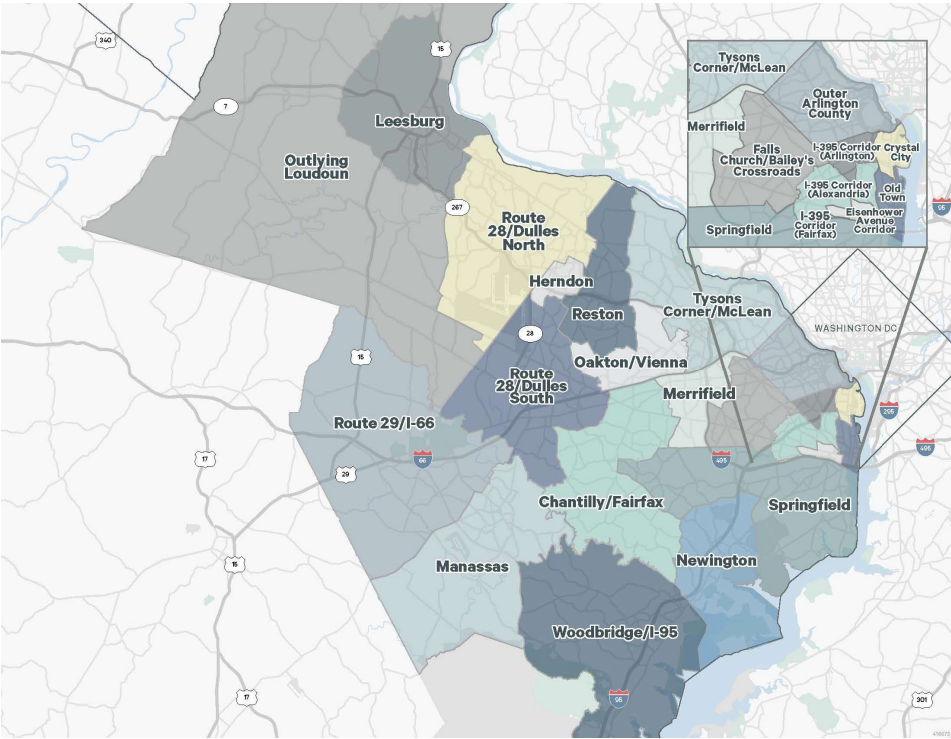 340
15
7
Leesburg
Outlying
Loudoun
267
Route
28/Dulles
North
Herndon
Reston
28
Tysons
Corner/McLean
Oakton/Vienna
15
Route
28/Dulles
South
Merrifield
Route 29/I-66
66
29
17
495
Chantilly/Fairfax
Springfield
Manassas
Newington
15
Woodbridge/I-95
95
17
301
WASHINGTON DC
295
495
95
Tysons
Corner/McLean
Outer
Arlington
County
Merrifield
Falls
Church/Bailey's
Crossroads
I-395 Corridor
(Arlington)
Crystal
City
I-395 Corridor
(Alexandria)
Old
Town
Springfield
I-395
Corridor
(Fairfax)
Eisenhower
Avenue
Corridor